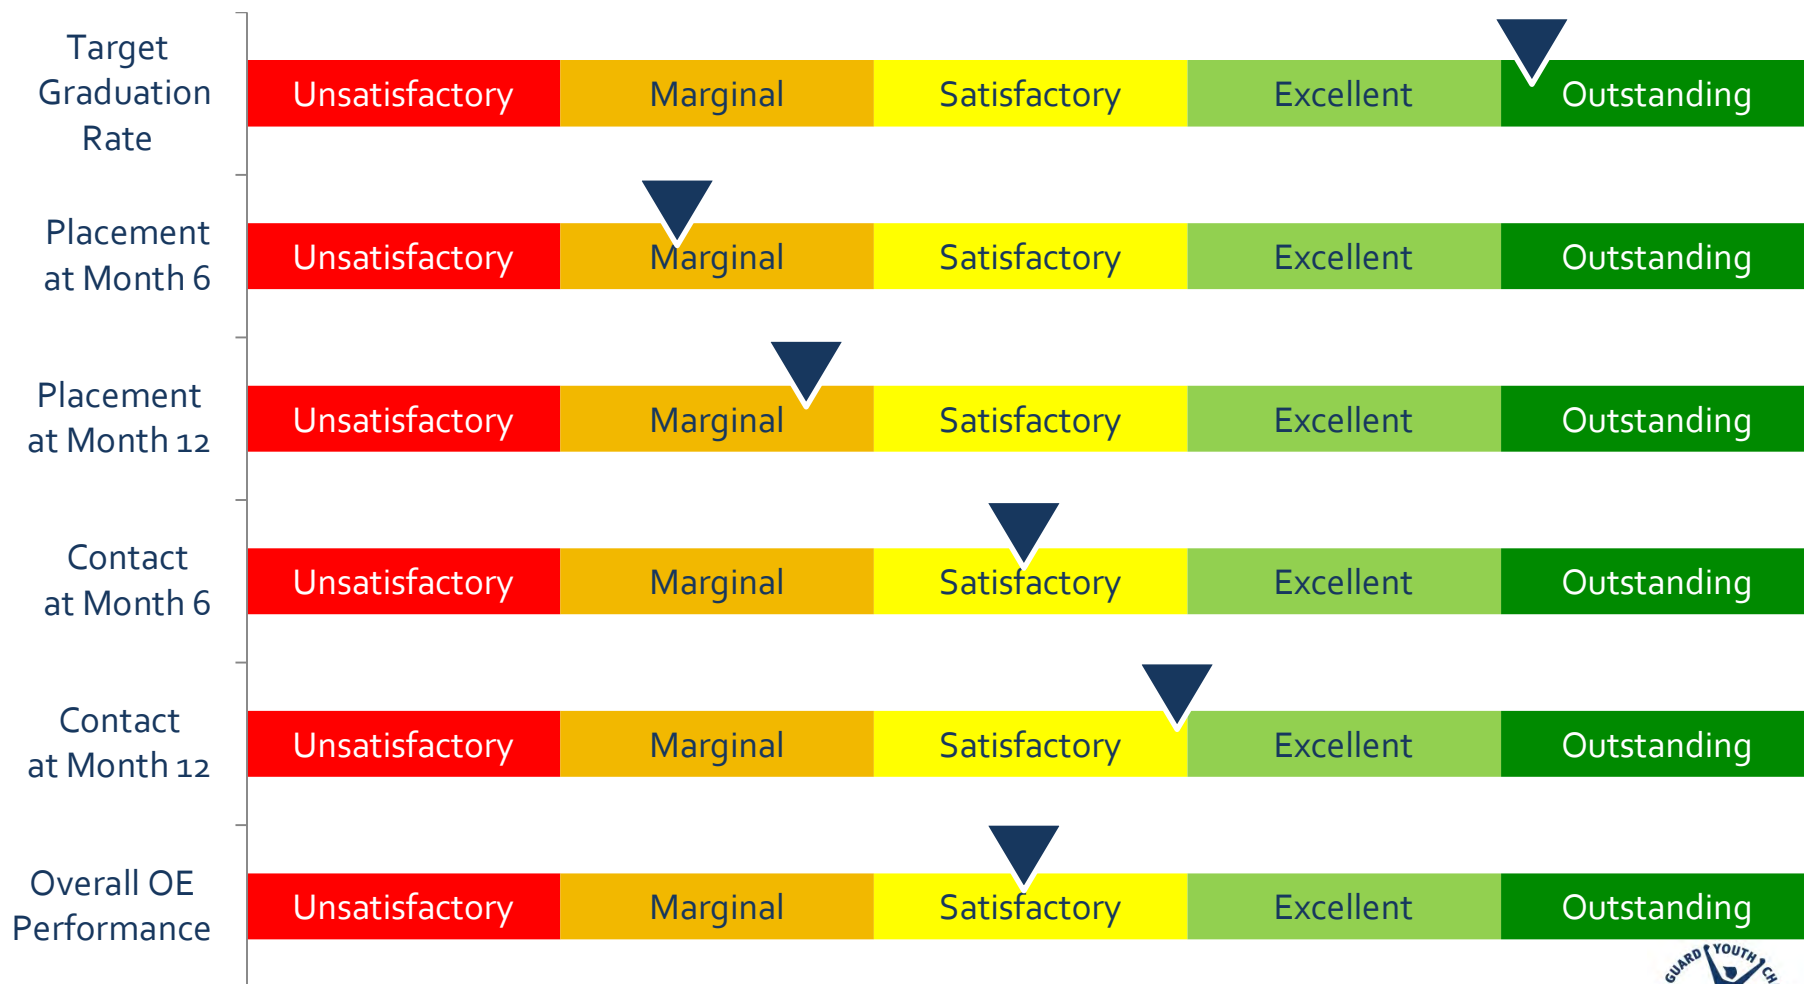 Target
Graduation
Rate
Unsatisfactory Marginal Satisfactory Excellent Outstanding
Placement
at Month 6
Unsatisfactory Marginal Satisfactory Excellent Outstanding
Placement
at Month 12
Unsatisfactory Marginal Satisfactory Excellent Outstanding
Contact
at Month 6
Unsatisfactory Marginal Satisfactory Excellent Outstanding
Contact
at Month 12
Unsatisfactory Marginal Satisfactory Excellent Outstanding
Overall OE
Performance
Unsatisfactory Marginal Satisfactory Excellent Outstanding
GUARD YOUTH CH